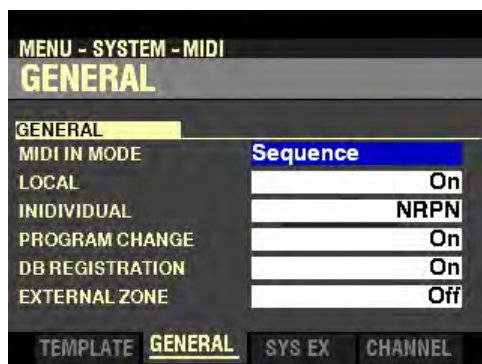 MENU - SYSTEM - MIDI
GENERAL
GENERAL
MIDI IN MODE Sequence
LOCAL On
INIDIVIDUAL NRPN
PROGRAM CHANGE On
DB REGISTRATION On
EXTERNAL ZONE Off
TEMPLATE GENERAL SYS EX CHANNEL